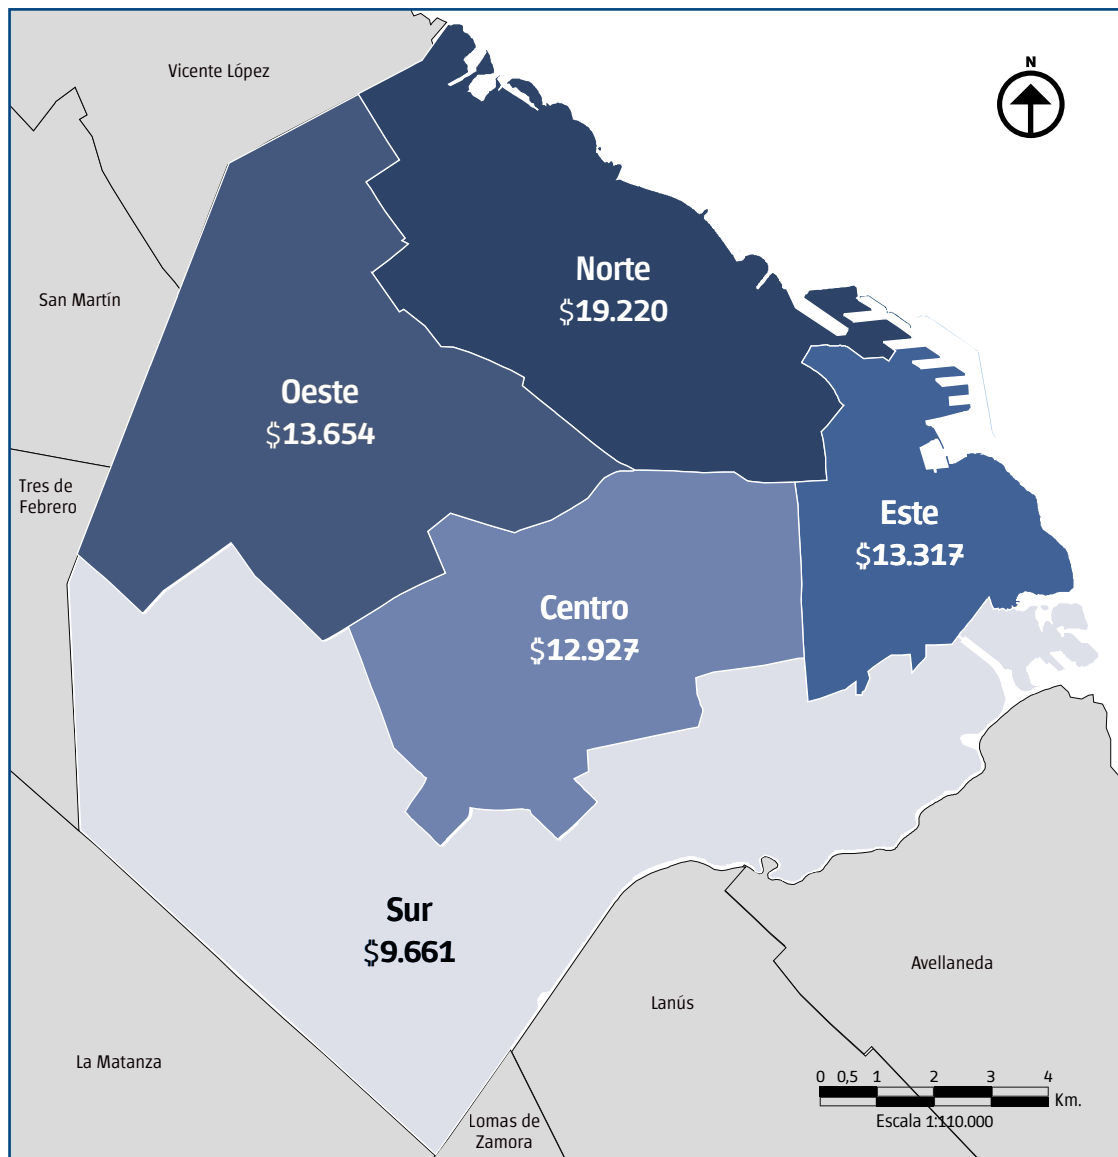 Vicente López
N
San Martín
Norte
$19.220
Oeste
$13.654
Tres de
Febrero
Este
$13.317
Centro
$12.927
Sur
$9.661
Avellaneda
Lanús
La Matanza
0 0,5 1 2 3 4
Km.
Escala 1:110.000
Lomas de
Zamora